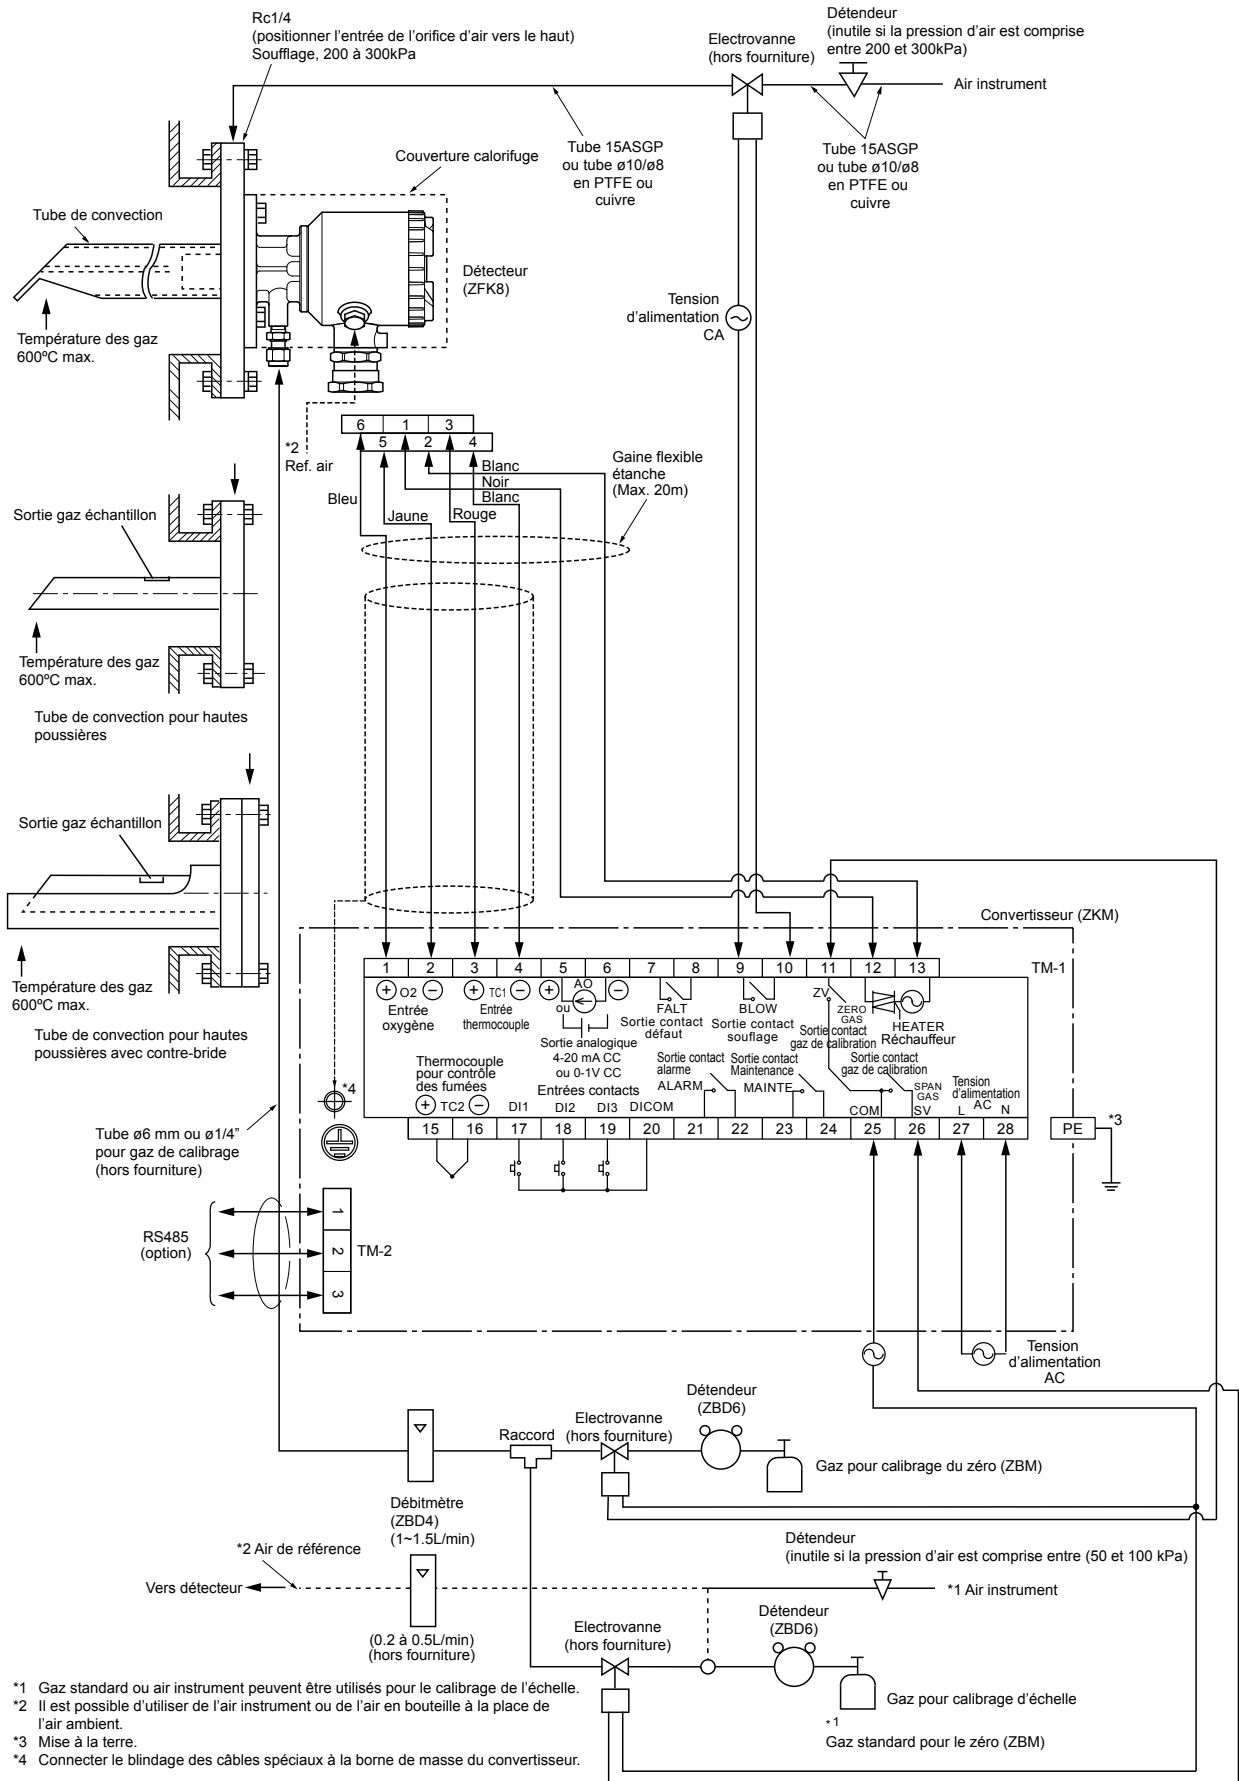 Rc1/4
(positionner l'entrée de l'orifice d'air vers le haut)
Soufflage, 200 à 300kPa
Electrovanne
(hors fourniture)
Détendeur
(inutile si la pression d'air est comprise
entre 200 et 300kPa)
Air instrument
Couverture calorifuge
Tube 15ASGP
ou tube ø10/ø8
en PTFE ou
cuivre
Tube 15ASGP
ou tube ø10/ø8
en PTFE ou
cuivre
Tube de convection
Détecteur
(ZFK8)
Tension
d'alimentation
CA
Température des gaz
600ºC max.
*2
Ref. air
6 1 3
5 2 4
Blanc
Noir
Blanc
Bleu
Jaune
Rouge
Gaine flexible
étanche
(Max. 20m)
Sortie gaz échantillon
Température des gaz
600ºC max.
Tube de convection pour hautes
poussières
Sortie gaz échantillon
Température des gaz
600ºC max.
Tube de convection pour hautes
poussières avec contre-bride
Convertisseur (ZKM)
TM-1
1 2 3 4 5 6 7 8 9 10 11 12 13
+ O2 −
Entrée
oxygène
+ TC1 −
Entrée
thermocouple
+ AO −
ou
Sortie analogique
4-20 mA CC
ou 0-1V CC
FALT
Sortie contact
défaut
BLOW
Sortie contact
souflage
ZV
ZERO
GAS
Sortie contact
gaz de calibration
HEATER
Réchauffeur
Thermocouple
pour contrôle
des fumées
+ TC2 −
Entrées contacts
DI1 DI2 DI3 DICOM
Sortie contact
alarme
ALARM
Sortie contact
Maintenance
MAINTE
Sortie contact
gaz de calibration
SPAN
GAS
COM
SV
Tension
d'alimentation
AC
L N
15 16 17 18 19 20 21 22 23 24 25 26 27 28
PE
*3
*4
Tube ø6 mm ou ø1/4"
pour gaz de calibrage
(hors fourniture)
RS485
(option)
1
2
3
TM-2
Tension
d'alimentation
AC
Détendeur
(ZBD6)
Electrovanne
(hors fourniture)
Raccord
Gaz pour calibrage du zéro (ZBM)
Débitmètre
(ZBD4)
(1~1.5L/min)
*2 Air de référence
Vers détecteur
(0.2 à 0.5L/min)
(hors fourniture)
Détendeur
(inutile si la pression d'air est comprise entre (50 et 100 kPa)
*1 Air instrument
Electrovanne
(hors fourniture)
Détendeur
(ZBD6)
Gaz pour calibrage d'échelle
*1
Gaz standard pour le zéro (ZBM)
*1 Gaz standard ou air instrument peuvent être utilisés pour le calibrage de l'échelle.
*2 Il est possible d'utiliser de l'air instrument ou de l'air en bouteille à la place de
l'air ambient.
*3 Mise à la terre.
*4 Connecter le blindage des câbles spéciaux à la borne de masse du convertisseur.